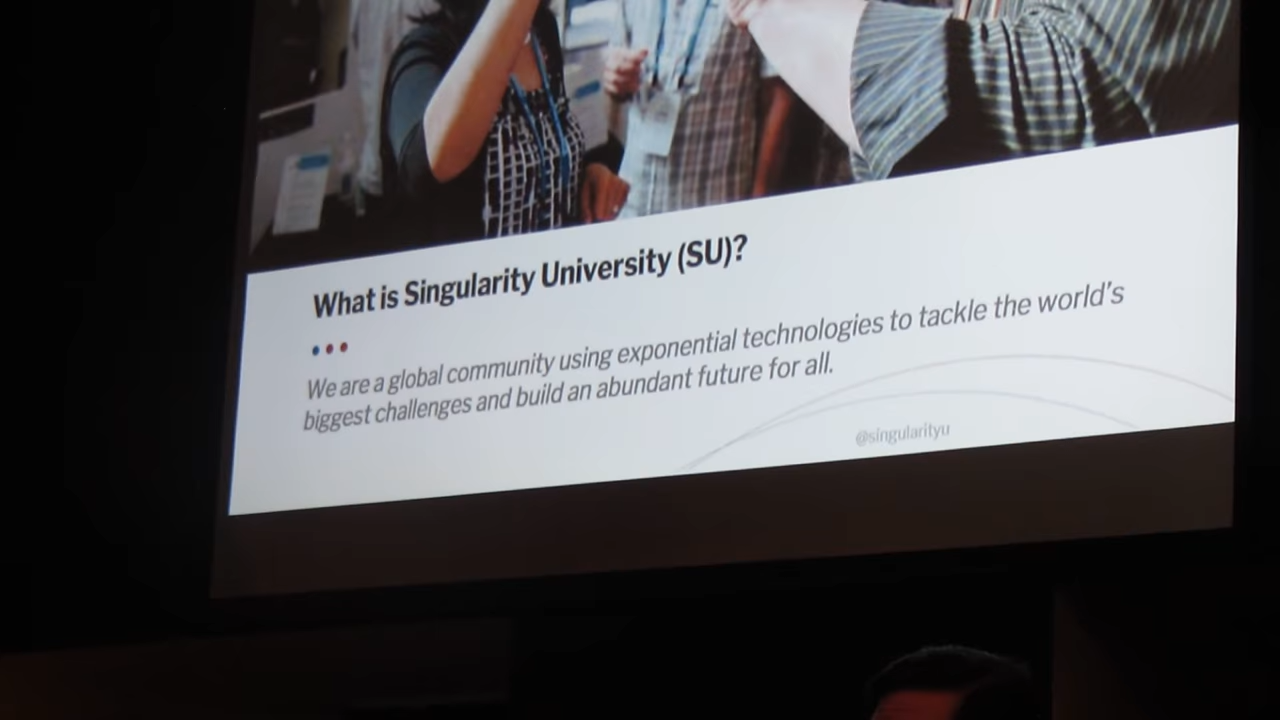 What is Singularity University (SU)?
We are a global community using exponential technologies to tackle the world's
biggest challenges and build an abundant future for all.
@singularityu